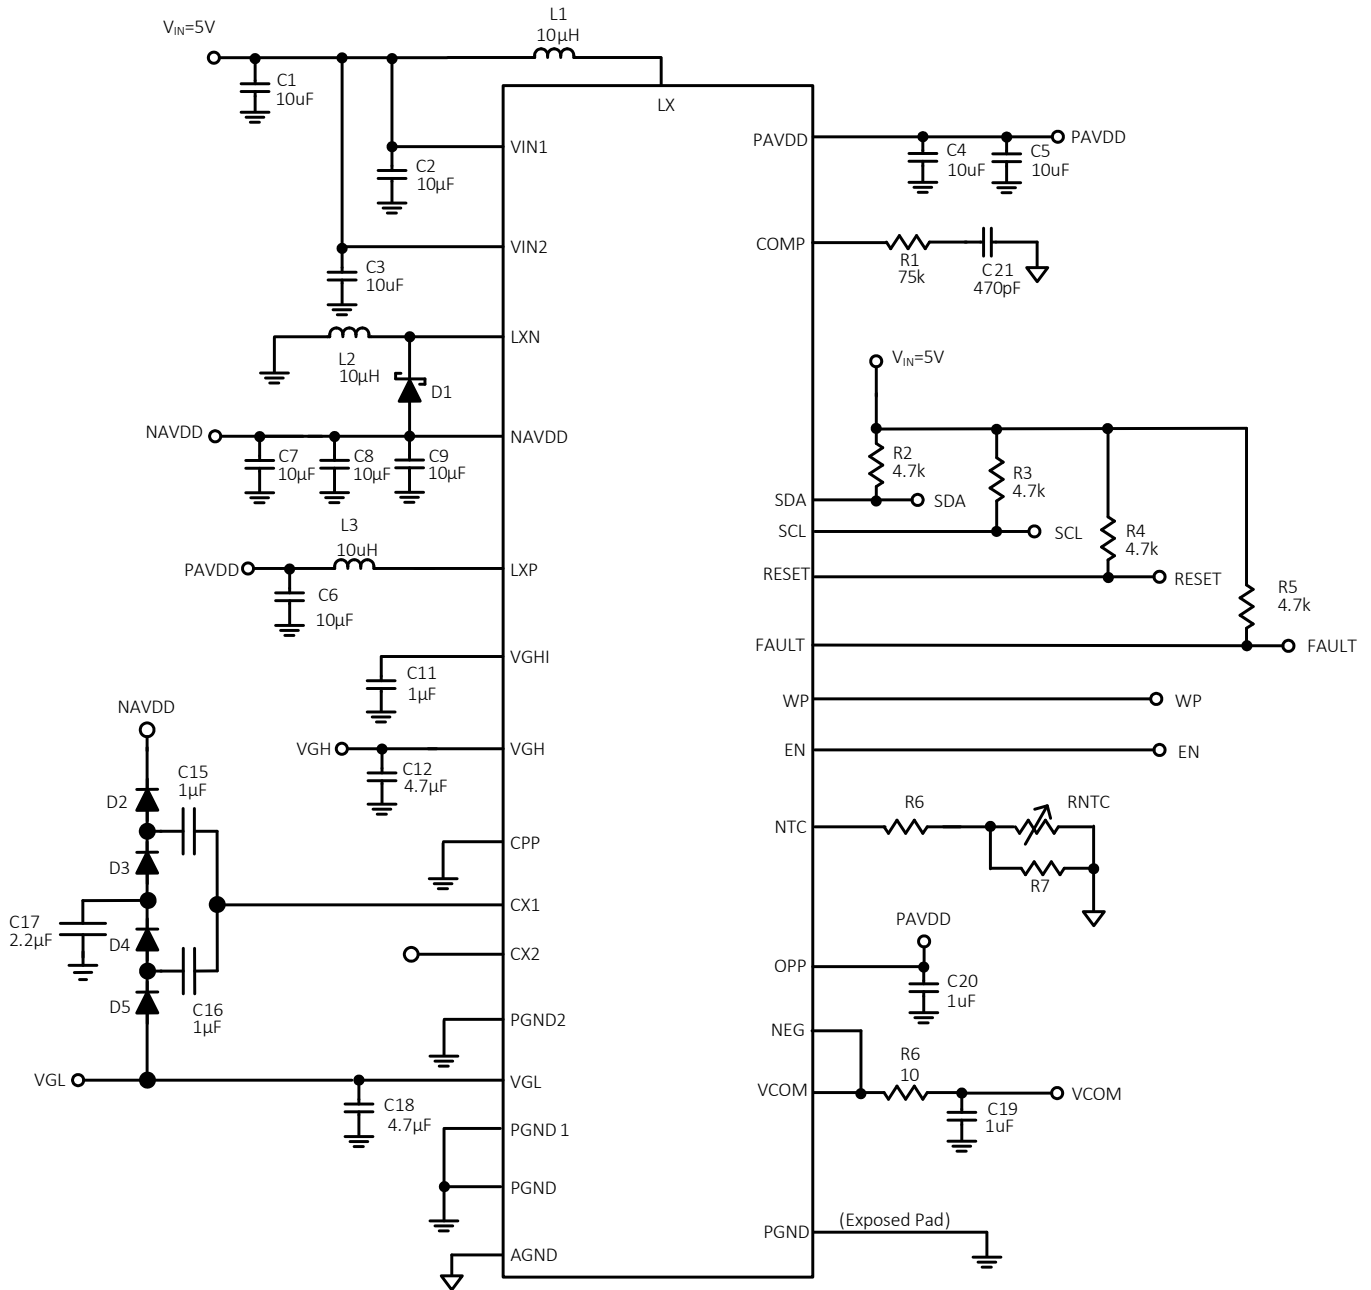 V_IN=5V
L1
10µH
C1
10uF
LX
VIN1
C2
10µF
VIN2
C3
10uF
LXN
L2
10µH
D1
NAVDD
NAVDD
C7
10µF
C8
10µF
C9
10µF
L3
10uH
PAVDD
LXP
C6
10µF
VGHI
C11
1µF
NAVDD
VGH
VGH
C12
4.7µF
C15
1µF
D2
CPP
D3
CX1
C17
2.2µF
D4
CX2
D5
C16
1µF
PGND2
VGL
VGL
C18
4.7µF
PGND 1
PGND
AGND
PAVDD
C4
10uF
C5
10uF
PAVDD
COMP
R1
75k
C21
470pF
V_IN=5V
R2
4.7k
R3
4.7k
SDA
SDA
SCL
SCL
R4
4.7k
RESET
RESET
R5
4.7k
FAULT
FAULT
WP
WP
EN
EN
R6
RNTC
NTC
R7
PAVDD
OPP
C20
1uF
NEG
R6
10
VCOM
VCOM
C19
1uF
(Exposed Pad)
PGND